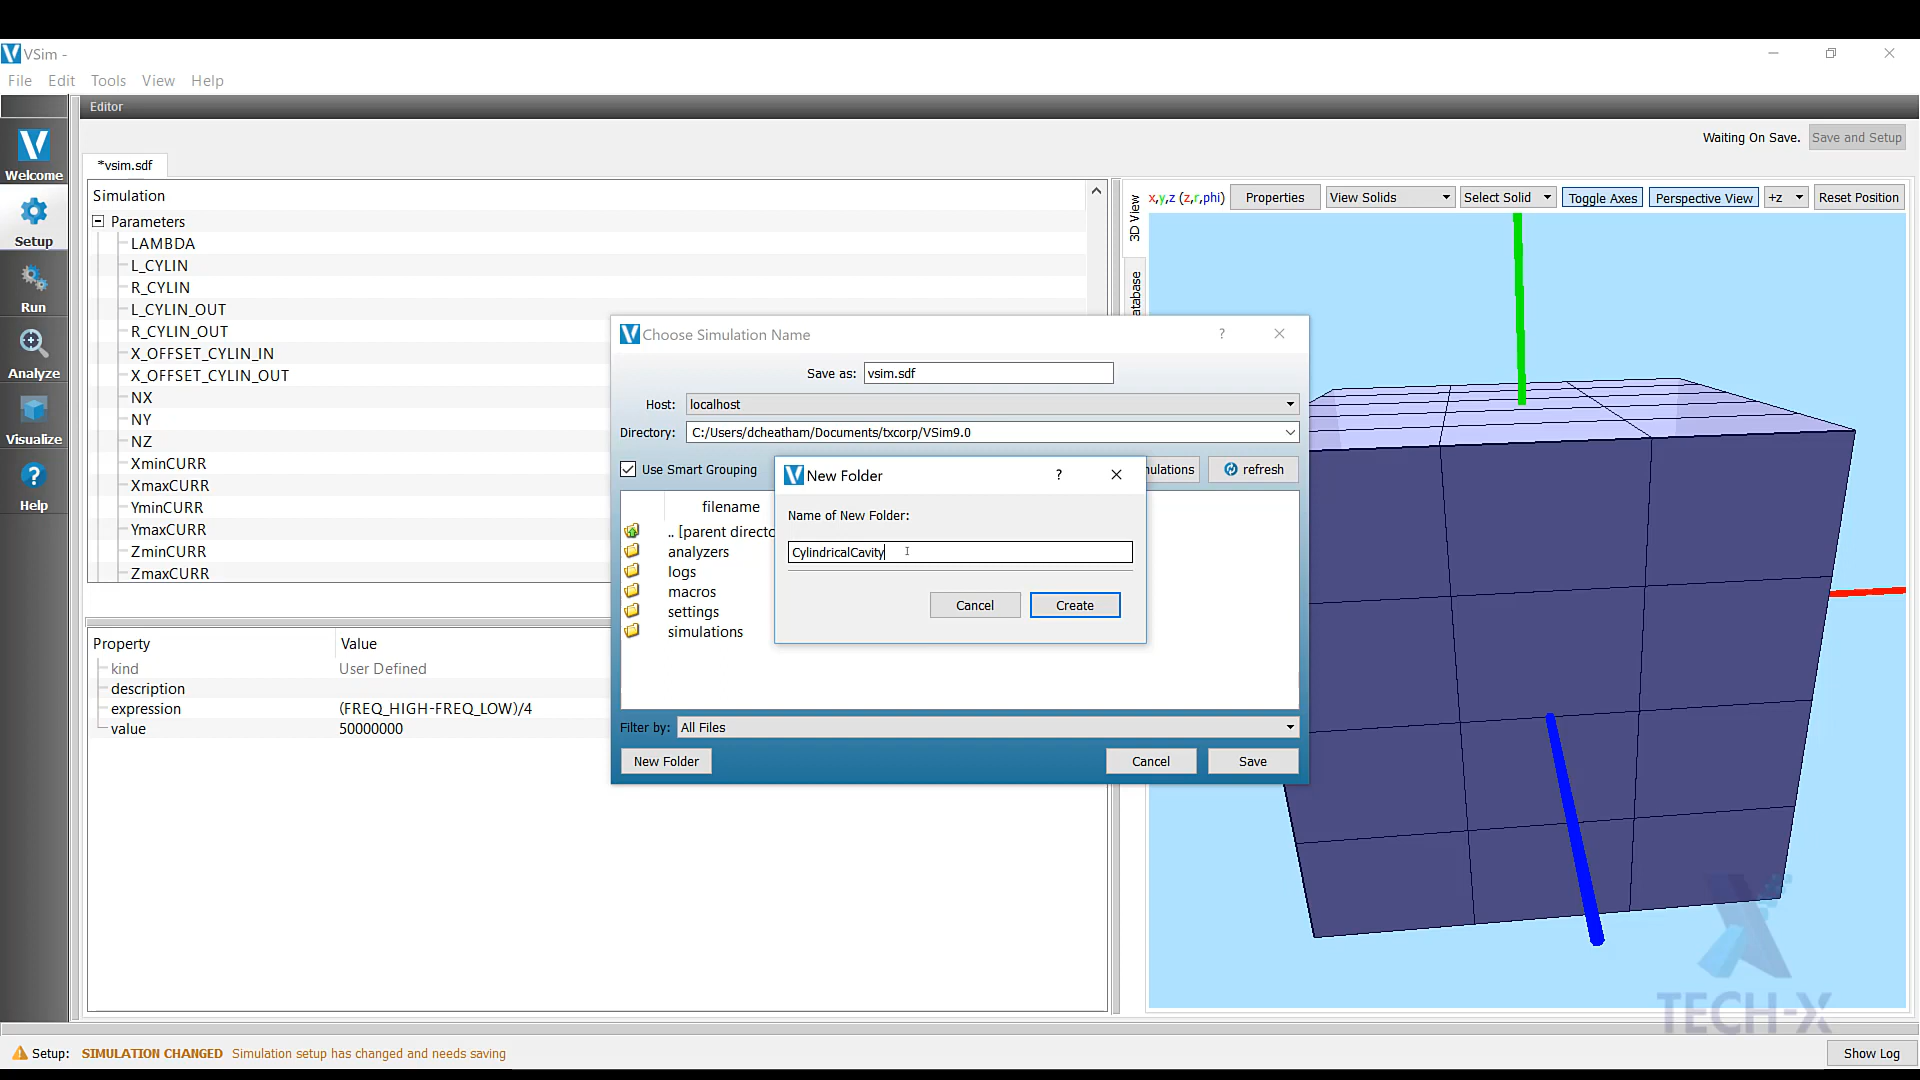 VSim -
File Edit Tools View Help
Editor
Waiting On Save. Save and Setup
*vsim.sdf
Welcome
Setup
Run
Analyze
Visualize
Help
Simulation
Parameters
LAMBDA
L_CYLIN
R_CYLIN
L_CYLIN_OUT
R_CYLIN_OUT
X_OFFSET_CYLIN_IN
X_OFFSET_CYLIN_OUT
NX
NY
NZ
XminCURR
XmaxCURR
YminCURR
YmaxCURR
ZminCURR
ZmaxCURR
Property Value
kind User Defined
description
expression (FREQ_HIGH-FREQ_LOW)/4
value 50000000
3D View
x,y,z (z,r,phi) Properties View Solids Select Solid Toggle Axes Perspective View +z Reset Position
Choose Simulation Name ?
Save as: vsim.sdf
Host: localhost
Directory: C:/Users/dcheatham/Documents/txcorp/VSim9.0
Use Smart Grouping refresh
filename
.. [parent directo
analyzers
logs
macros
settings
simulations
Filter by: All Files
New Folder Cancel Save
New Folder ?
Name of New Folder:
CylindricalCavity
Cancel Create
TECH-X
Setup: SIMULATION CHANGED Simulation setup has changed and needs saving
Show Log